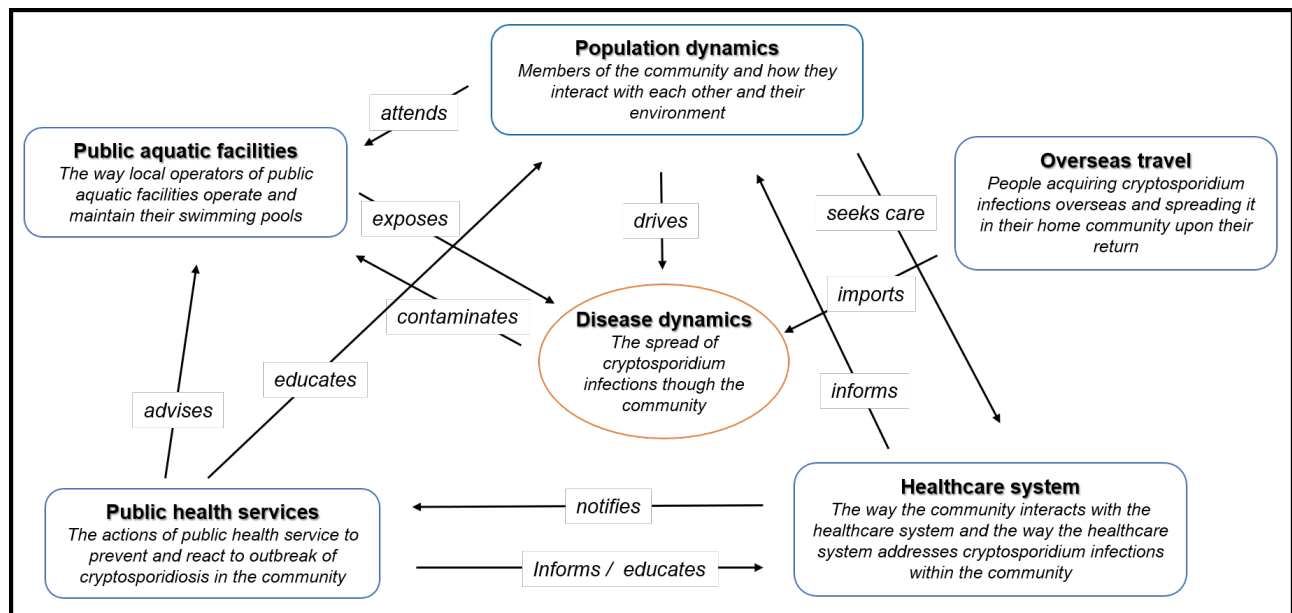 Population dynamics
Members of the community and how they
interact with each other and their
environment
attends
Public aquatic facilities
The way local operators of public
aquatic facilities operate and
maintain their swimming pools
Overseas travel
People acquiring cryptosporidium
infections overseas and spreading it
in their home community upon their
return
exposes
drives
seeks care
imports
contaminates
Disease dynamics
The spread of
cryptosporidium
infections though the
community
educates
informs
advises
Public health services
The actions of public health service to
prevent and react to outbreak of
cryptosporidiosis in the community
notifies
Informs / educates
Healthcare system
The way the community interacts with the
healthcare system and the way the healthcare
system addresses cryptosporidium infections
within the community